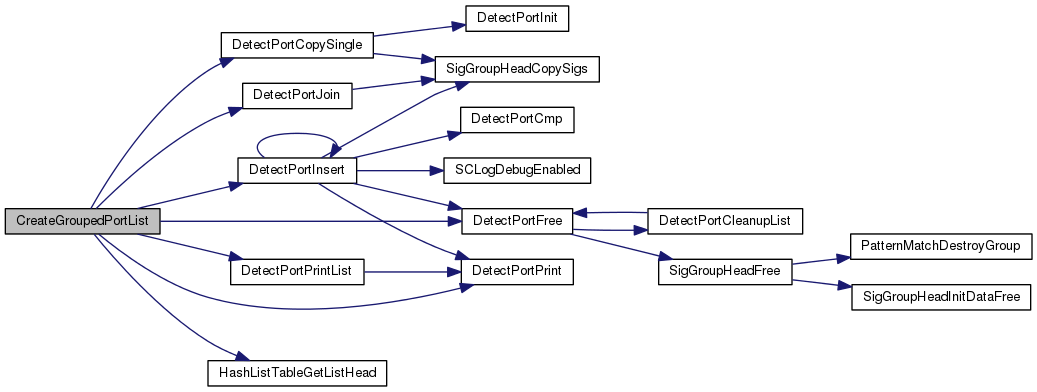 DetectPortInit
DetectPortCopySingle
SigGroupHeadCopySigs
DetectPortJoin
DetectPortCmp
DetectPortInsert
SCLogDebugEnabled
CreateGroupedPortList
DetectPortFree
DetectPortCleanupList
PatternMatchDestroyGroup
DetectPortPrintList
DetectPortPrint
SigGroupHeadFree
SigGroupHeadInitDataFree
HashListTableGetListHead